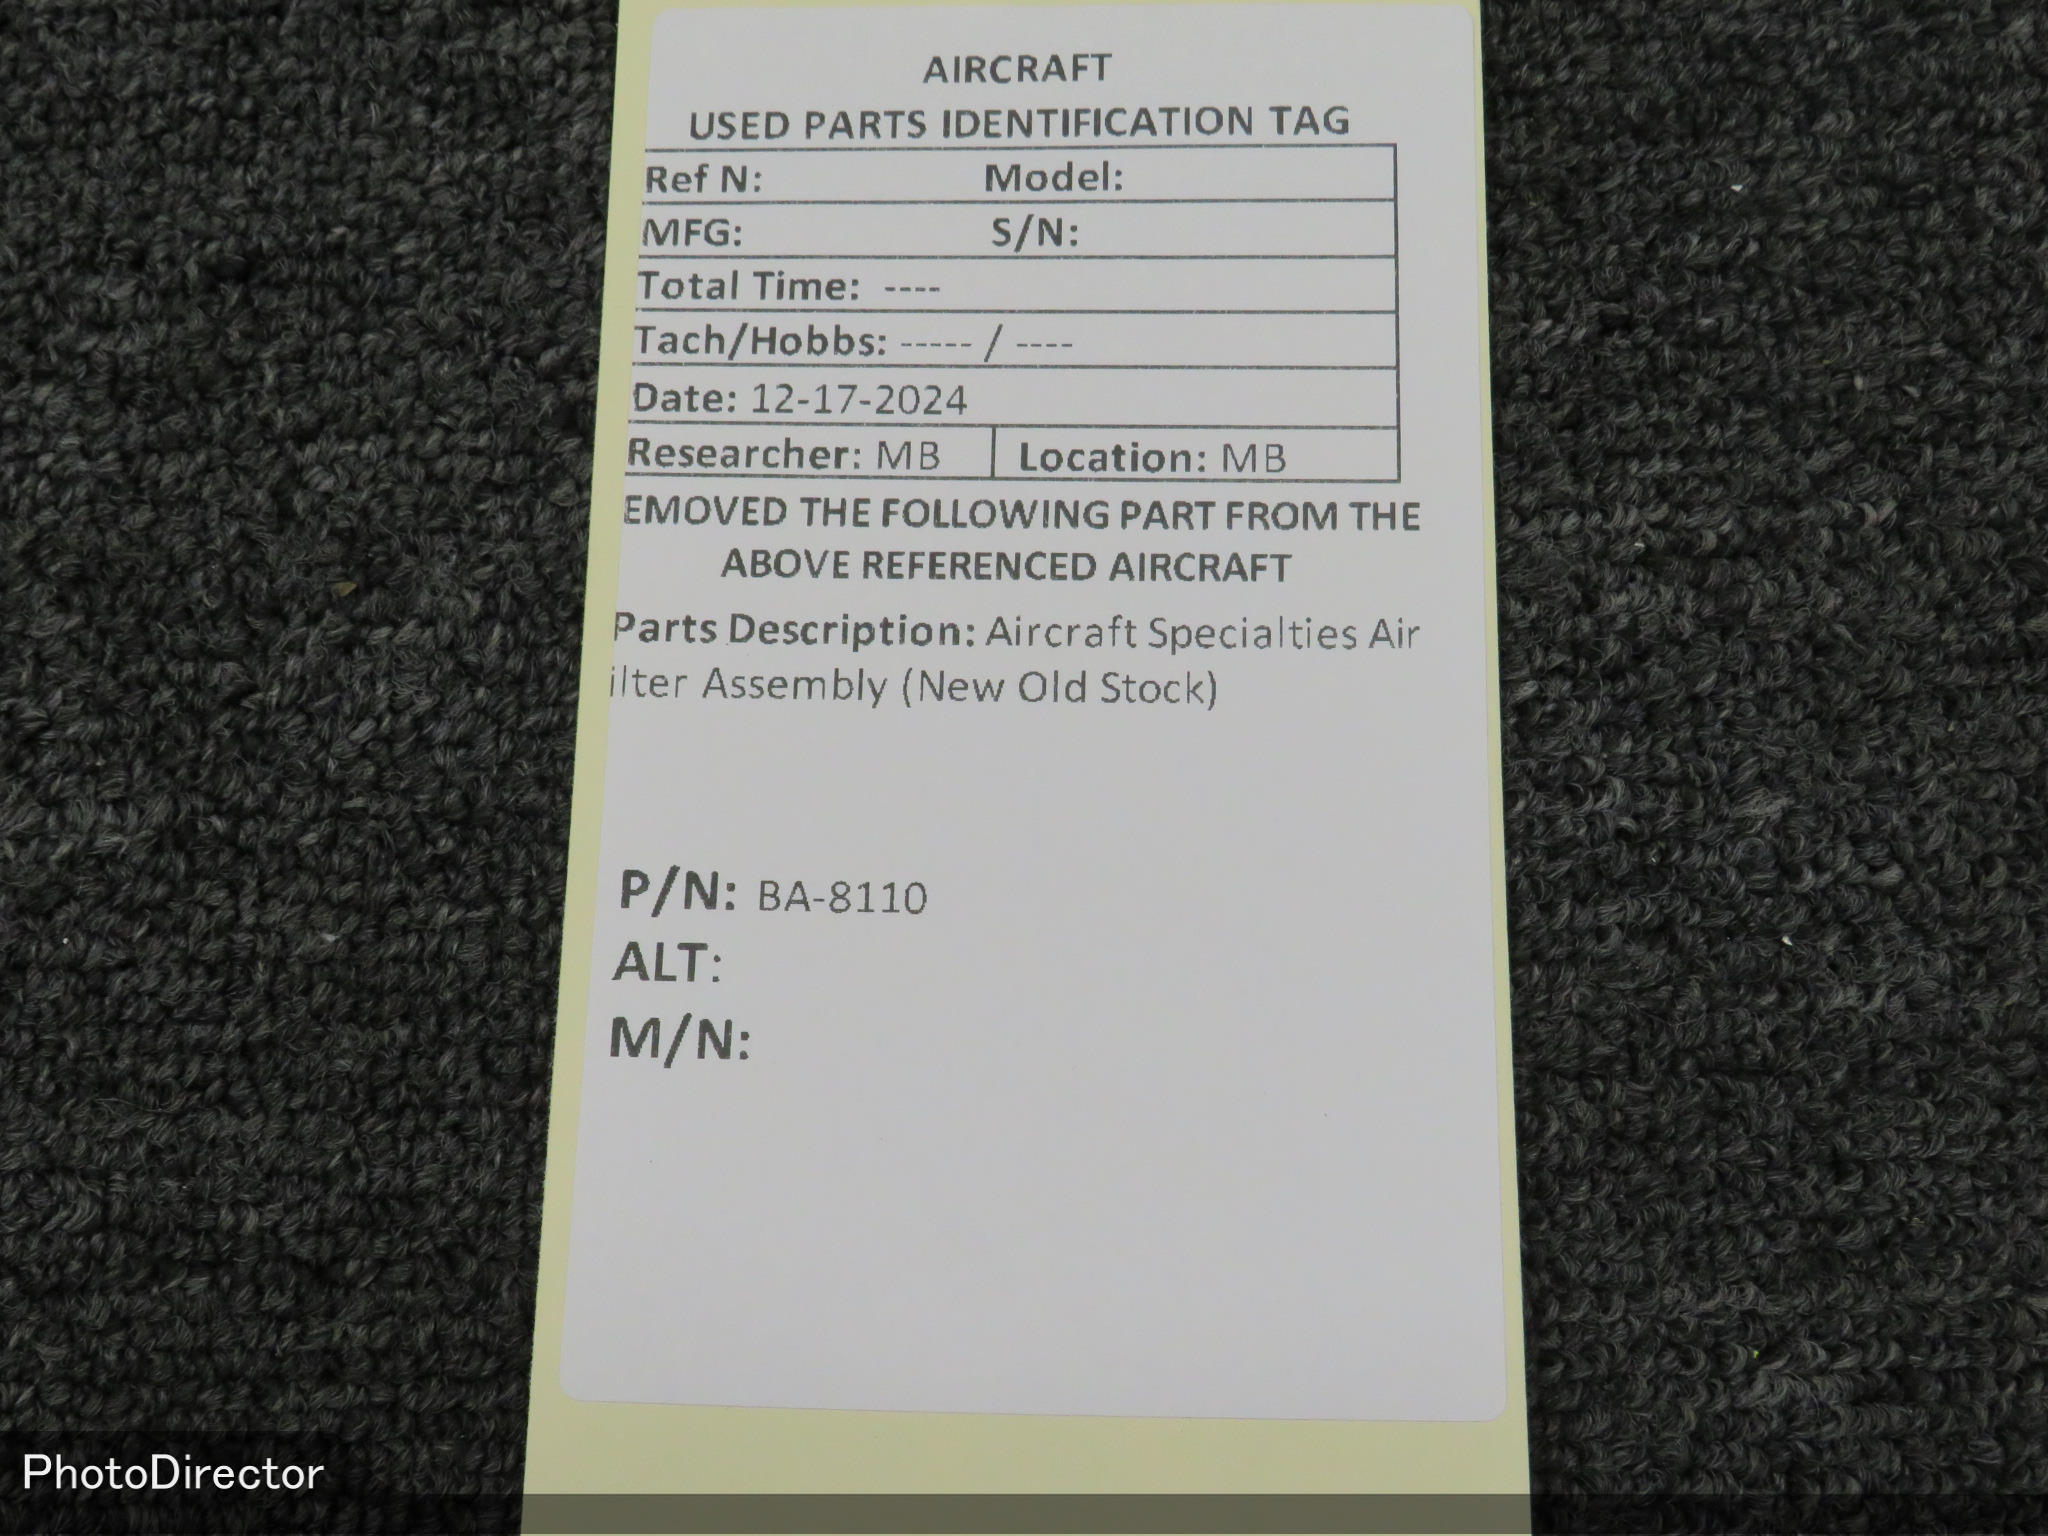 AIRCRAFT
USED PARTS IDENTIFICATION TAG
Ref N: Model:
MFG: S/N:
Total Time: ----
Tach/Hobbs: ----- / ----
Date: 12-17-2024
Researcher: MB Location: MB
EMOVED THE FOLLOWING PART FROM THE
ABOVE REFERENCED AIRCRAFT
Parts Description: Aircraft Specialties Air
ilter Assembly (New Old Stock)
P/N: BA-8110
ALT:
M/N:
PhotoDirector